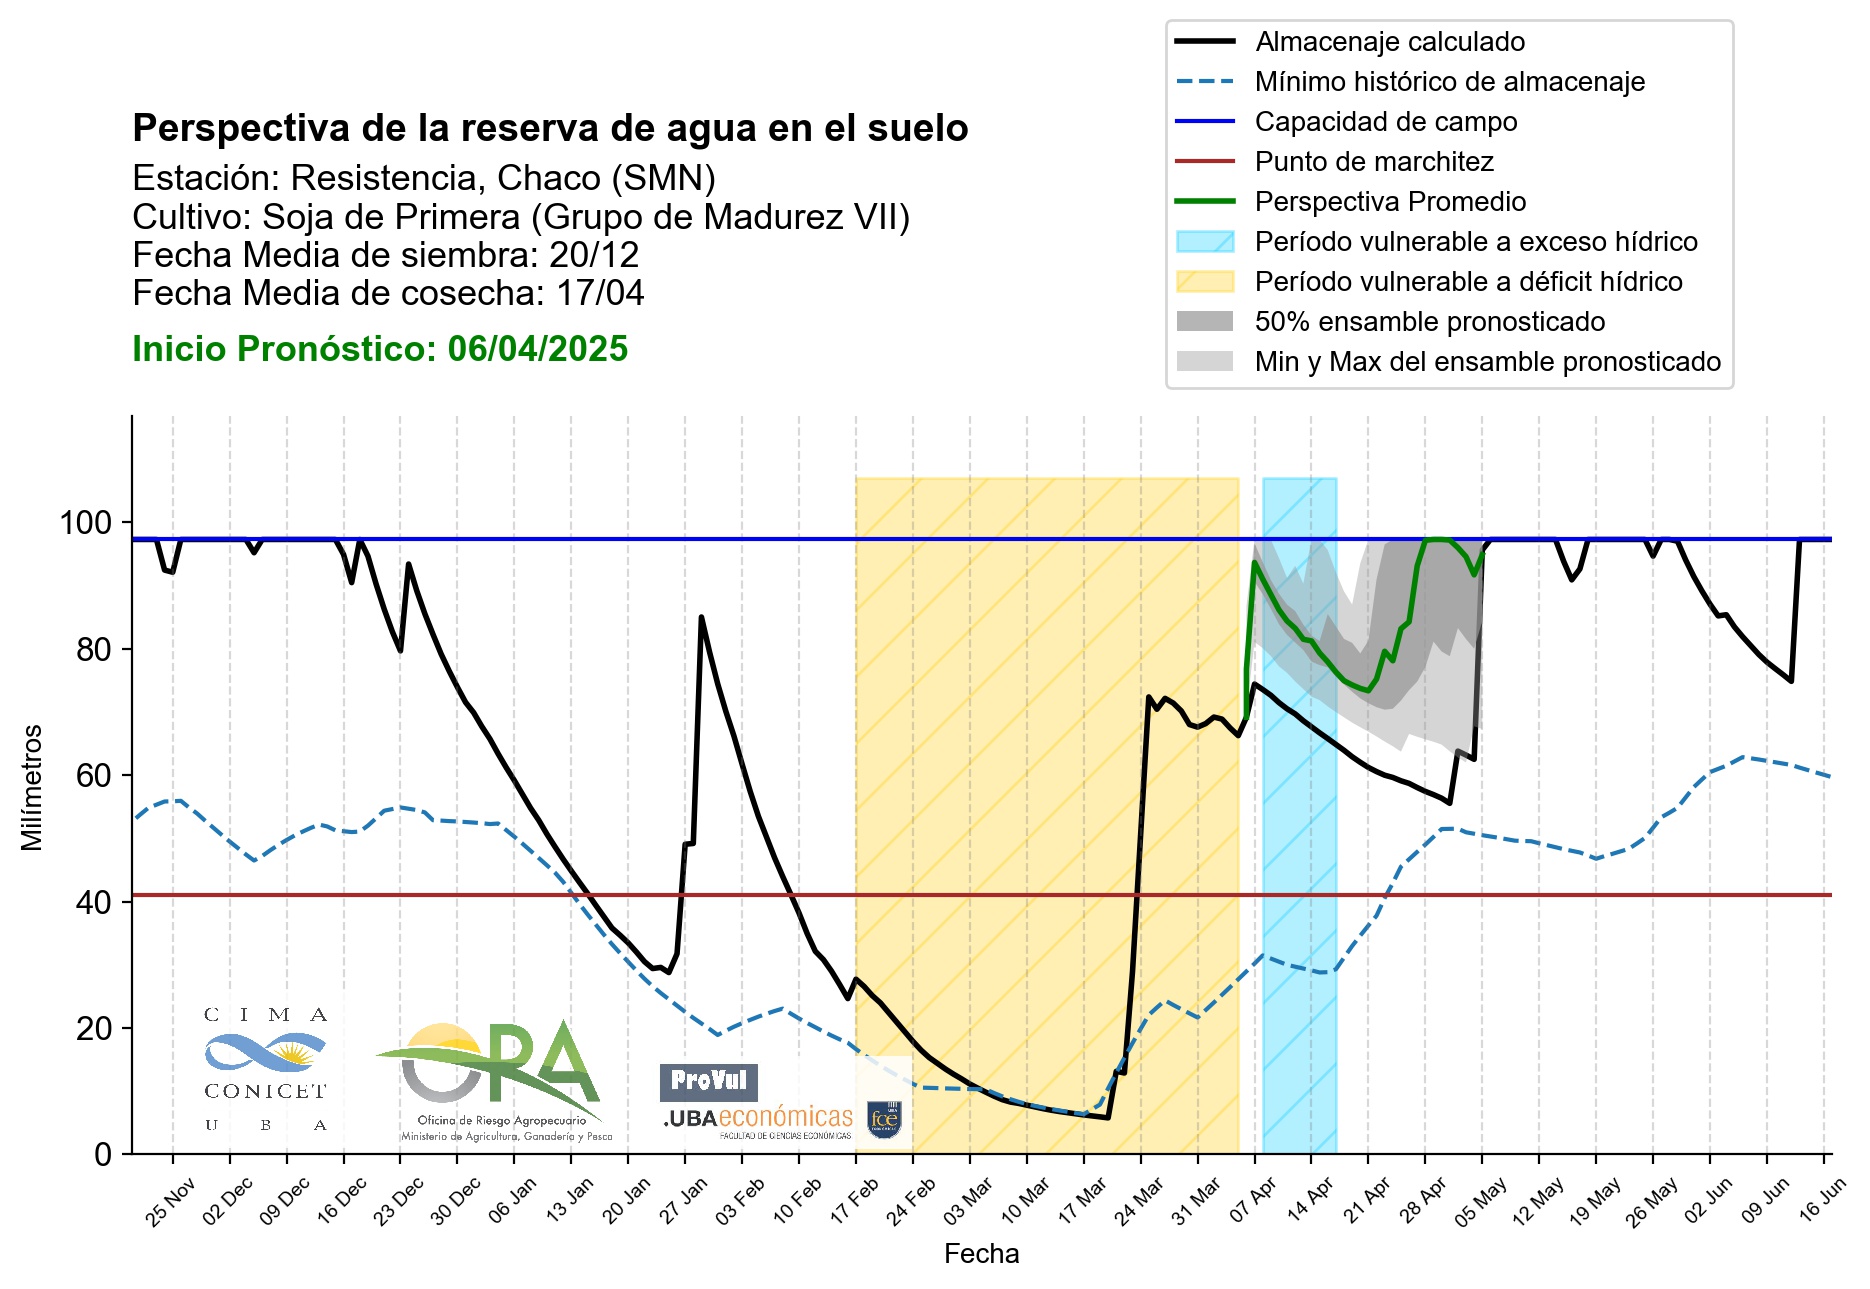 Perspectiva de la reserva de agua en el suelo
Estación: Resistencia, Chaco (SMN)
Cultivo: Soja de Primera (Grupo de Madurez VII)
Fecha Media de siembra: 20/12
Fecha Media de cosecha: 17/04
Inicio Pronóstico: 06/04/2025
Almacenaje calculado
Mínimo histórico de almacenaje
Capacidad de campo
Punto de marchitez
Perspectiva Promedio
Período vulnerable a exceso hídrico
Período vulnerable a déficit hídrico
50% ensamble pronosticado
Min y Max del ensamble pronosticado
Milímetros
100
80
60
40
20
0
CIMA
CONICET
UBA
OPA
Oficina de Riesgo Agropecuario
Ministerio de Agricultura, Ganadería y Pesca
ProVul
.UBAeconómicas
FACULTAD DE CIENCIAS ECONÓMICAS
UBA
fce
25 Nov
02 Dec
09 Dec
16 Dec
23 Dec
30 Dec
06 Jan
13 Jan
20 Jan
27 Jan
03 Feb
10 Feb
17 Feb
24 Feb
03 Mar
10 Mar
17 Mar
24 Mar
31 Mar
07 Apr
14 Apr
21 Apr
28 Apr
05 May
12 May
19 May
26 May
02 Jun
09 Jun
16 Jun
Fecha